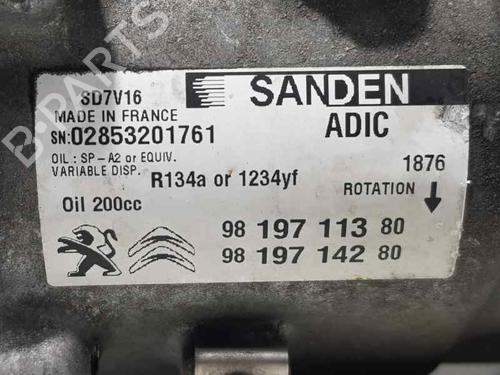 SANDEN
SD7V16
MADE IN FRANCE
ADIC
SN:02853201761
OIL : SP-A2 or EQUIV.
VARIABLE DISP.
R134a or 1234yf
1876
ROTATION
Oil 200cc
98 197 113 80
98 197 142 80
B-PARTS